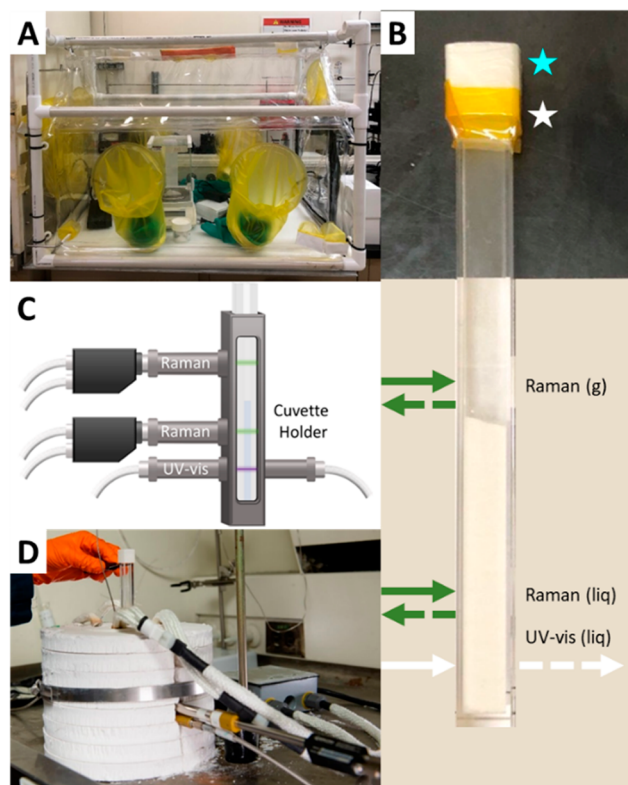 A
B
C
Raman
Raman
UV-vis
Cuvette
Holder
D
Raman (g)
Raman (liq)
UV-vis (liq)